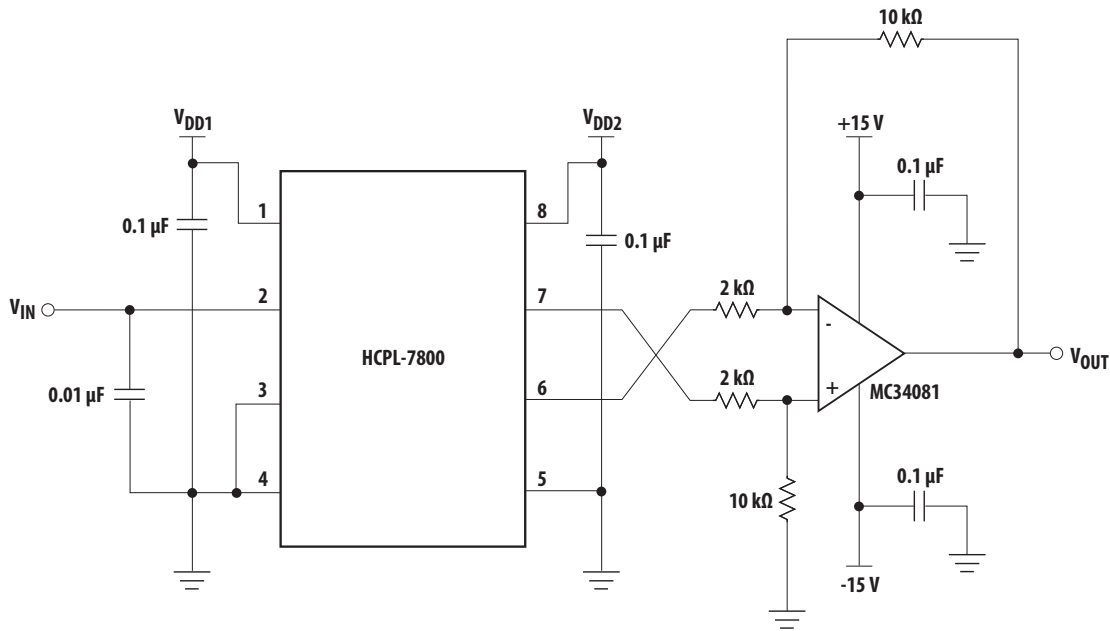 10 kΩ
VDD1
VDD2
+15 V
0.1 µF
1
8
0.1 µF
0.1 µF
2 kΩ
VIN
2
7
-
HCPL-7800
VOUT
0.01 µF
3
6
2 kΩ
+
MC34081
4
5
10 kΩ
0.1 µF
-15 V